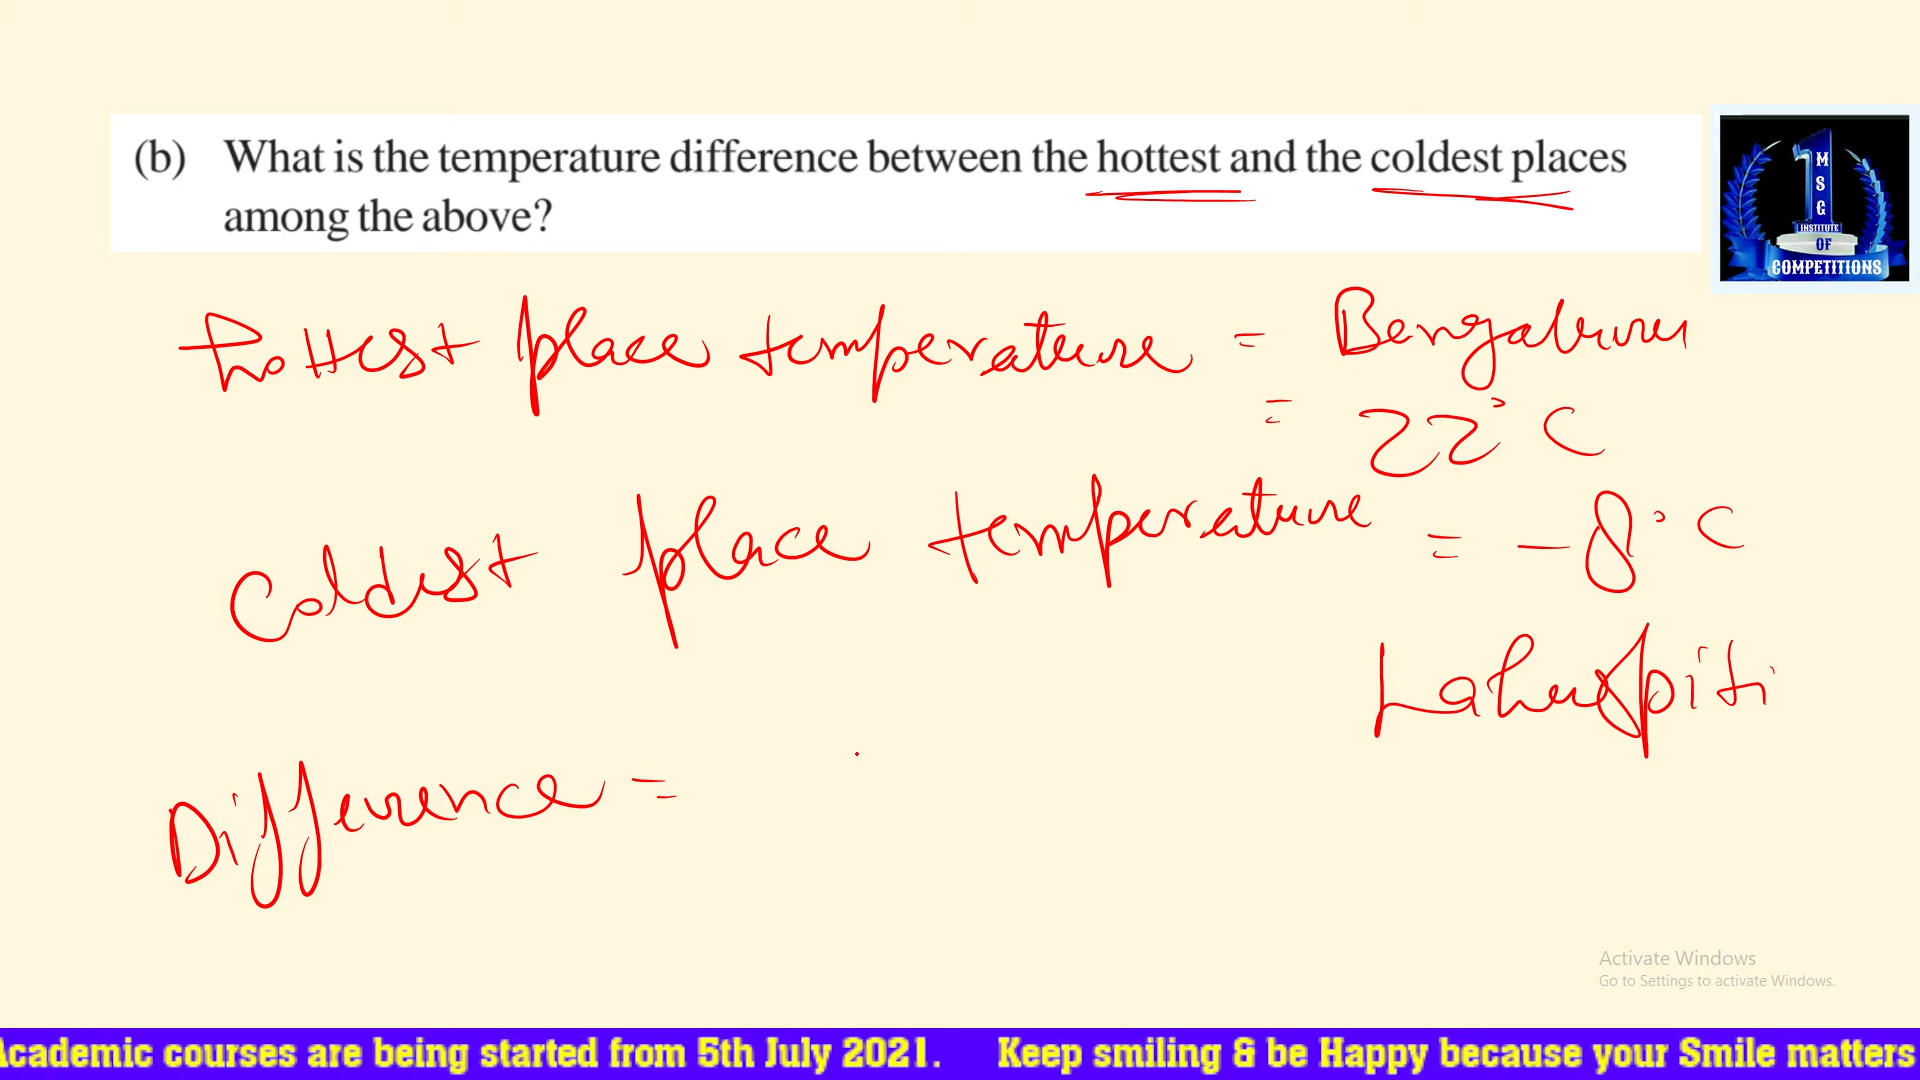 (b) What is the temperature difference between the hottest and the coldest places
among the above?
1
M
S
G
INSTITUTE
OF
COMPETITIONS
hottest place temperature = Bengaluru
= 22°C
Coldest place temperature = -8°C
Lahulspiti
Difference =
Activate Windows
Go to Settings to activate Windows.
Academic courses are being started from 5th July 2021. Keep smiling & be Happy because your Smile matters